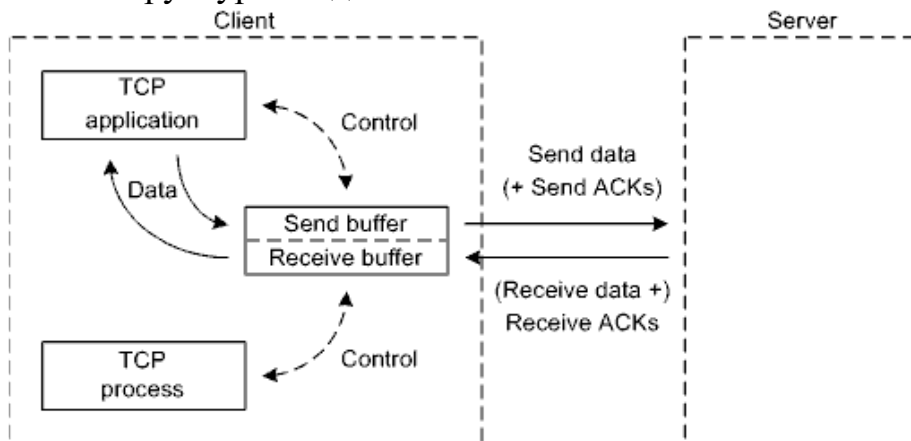 Client
Server
TCP
application
Control
Data
Send data
(+ Send ACKs)
Send buffer
Receive buffer
(Receive data +)
Receive ACKs
TCP
process
Control